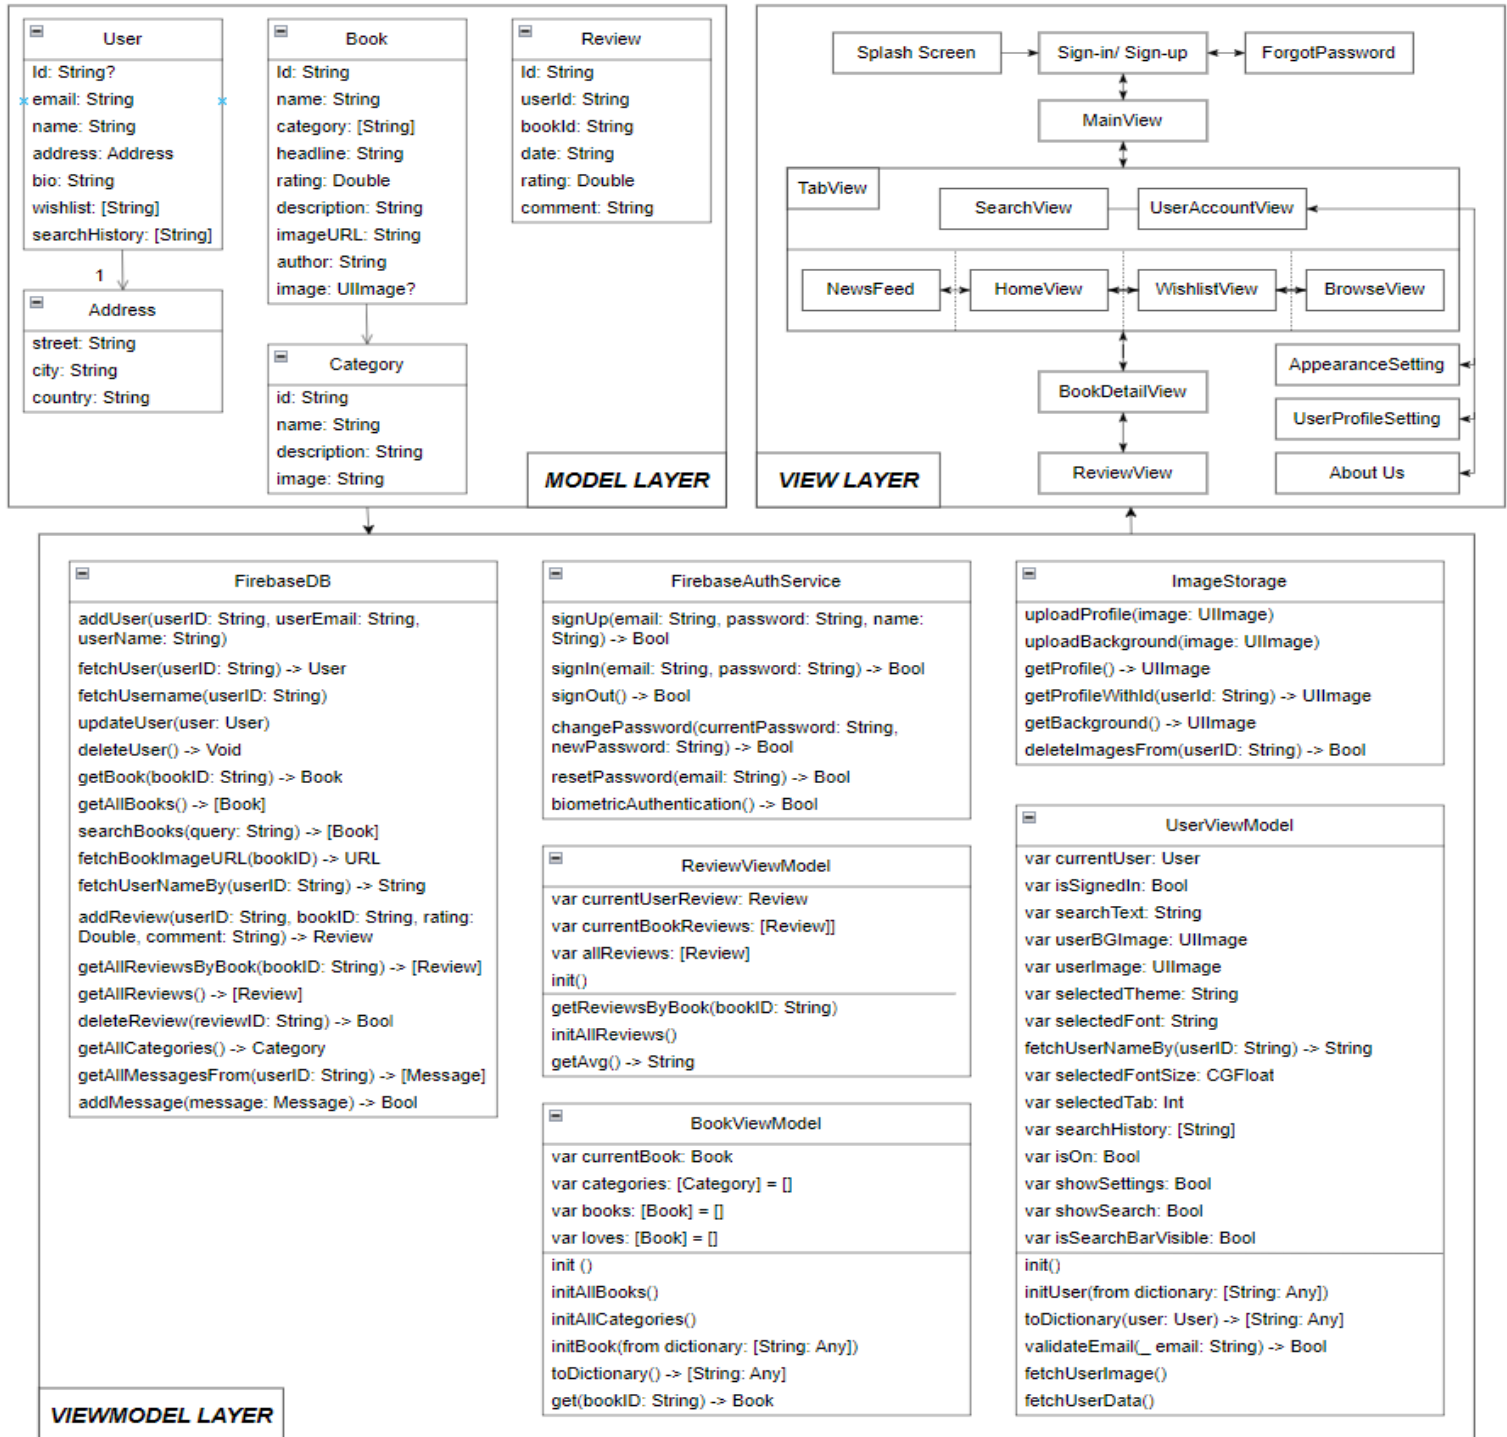 User
Id: String?
email: String
name: String
address: Address
bio: String
wishlist: [String]
searchHistory: [String]
1
Address
street: String
city: String
country: String
Book
Id: String
name: String
category: [String]
headline: String
rating: Double
description: String
imageURL: String
author: String
image: UIImage?
Category
id: String
name: String
description: String
image: String
Review
Id: String
userId: String
bookId: String
date: String
rating: Double
comment: String
MODEL LAYER
Splash Screen
Sign-in/ Sign-up
ForgotPassword
MainView
TabView
SearchView
UserAccountView
NewsFeed
HomeView
WishlistView
BrowseView
AppearanceSetting
BookDetailView
UserProfileSetting
ReviewView
About Us
VIEW LAYER
FirebaseDB
addUser(userID: String, userEmail: String,
userName: String)
fetchUser(userID: String) -> User
fetchUsername(userID: String)
updateUser(user: User)
deleteUser() -> Void
getBook(bookID: String) -> Book
getAllBooks() -> [Book]
searchBooks(query: String) -> [Book]
fetchBookImageURL(bookID) -> URL
fetchUserNameBy(userID: String) -> String
addReview(userID: String, bookID: String, rating:
Double, comment: String) -> Review
getAllReviewsByBook(bookID: String) -> [Review]
getAllReviews() -> [Review]
deleteReview(reviewID: String) -> Bool
getAllCategories() -> Category
getAllMessagesFrom(userID: String) -> [Message]
addMessage(message: Message) -> Bool
FirebaseAuthService
signUp(email: String, password: String, name:
String) -> Bool
signIn(email: String, password: String) -> Bool
signOut() -> Bool
changePassword(currentPassword: String,
newPassword: String) -> Bool
resetPassword(email: String) -> Bool
biometricAuthentication() -> Bool
ReviewViewModel
var currentUserReview: Review
var currentBookReviews: [Review]]
var allReviews: [Review]
init()
getReviewsByBook(bookID: String)
initAllReviews()
getAvg() -> String
BookViewModel
var currentBook: Book
var categories: [Category] = []
var books: [Book] = []
var loves: [Book] = []
init ()
initAllBooks()
initAllCategories()
initBook(from dictionary: [String: Any])
toDictionary() -> [String: Any]
get(bookID: String) -> Book
ImageStorage
uploadProfile(image: UIImage)
uploadBackground(image: UIImage)
getProfile() -> UIImage
getProfileWithId(userId: String) -> UIImage
getBackground() -> UIImage
deleteImagesFrom(userID: String) -> Bool
UserViewModel
var currentUser: User
var isSignedIn: Bool
var searchText: String
var userBGImage: UIImage
var userImage: UIImage
var selectedTheme: String
var selectedFont: String
fetchUserNameBy(userID: String) -> String
var selectedFontSize: CGFloat
var selectedTab: Int
var searchHistory: [String]
var isOn: Bool
var showSettings: Bool
var showSearch: Bool
var isSearchBarVisible: Bool
init()
initUser(from dictionary: [String: Any])
toDictionary(user: User) -> [String: Any]
validateEmail(_ email: String) -> Bool
fetchUserImage()
fetchUserData()
VIEWMODEL LAYER